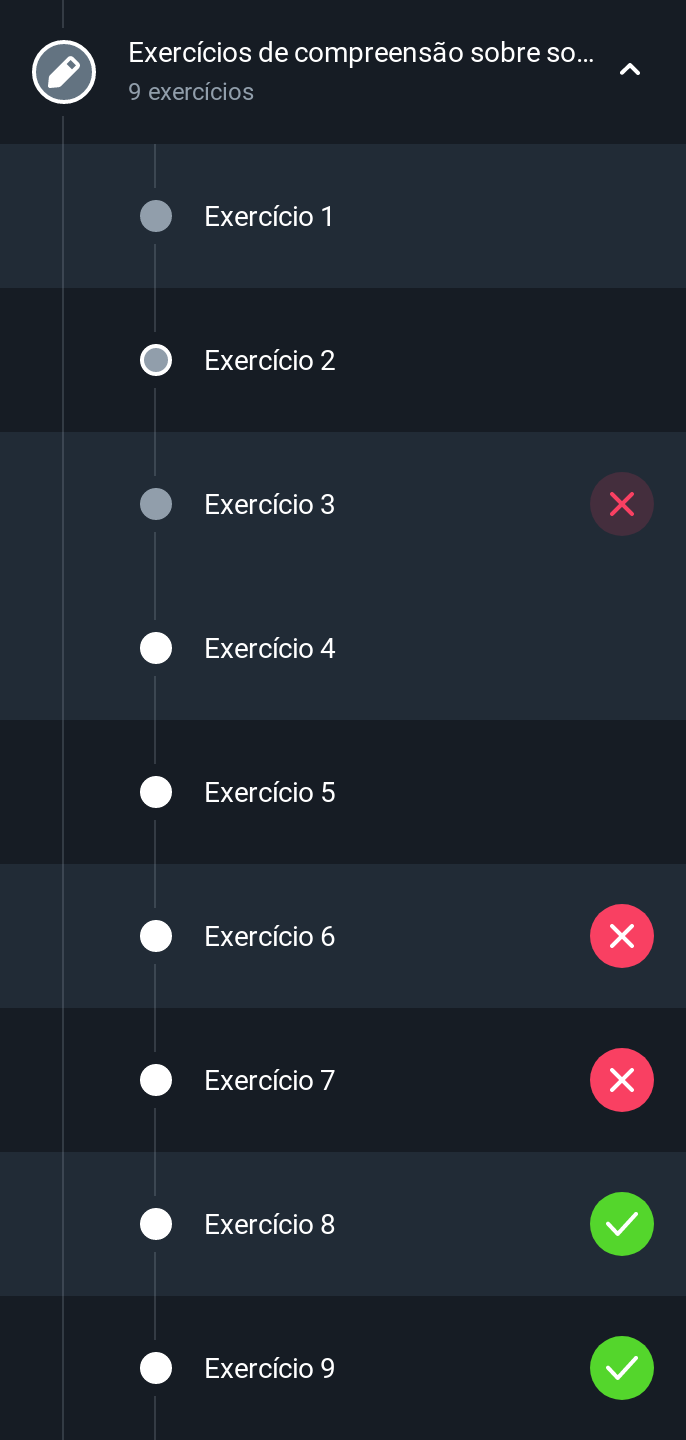 Exercícios de compreensão sobre so...
9 exercícios
Exercício 1
Exercício 2
Exercício 3
Exercício 4
Exercício 5
Exercício 6
Exercício 7
Exercício 8
Exercício 9